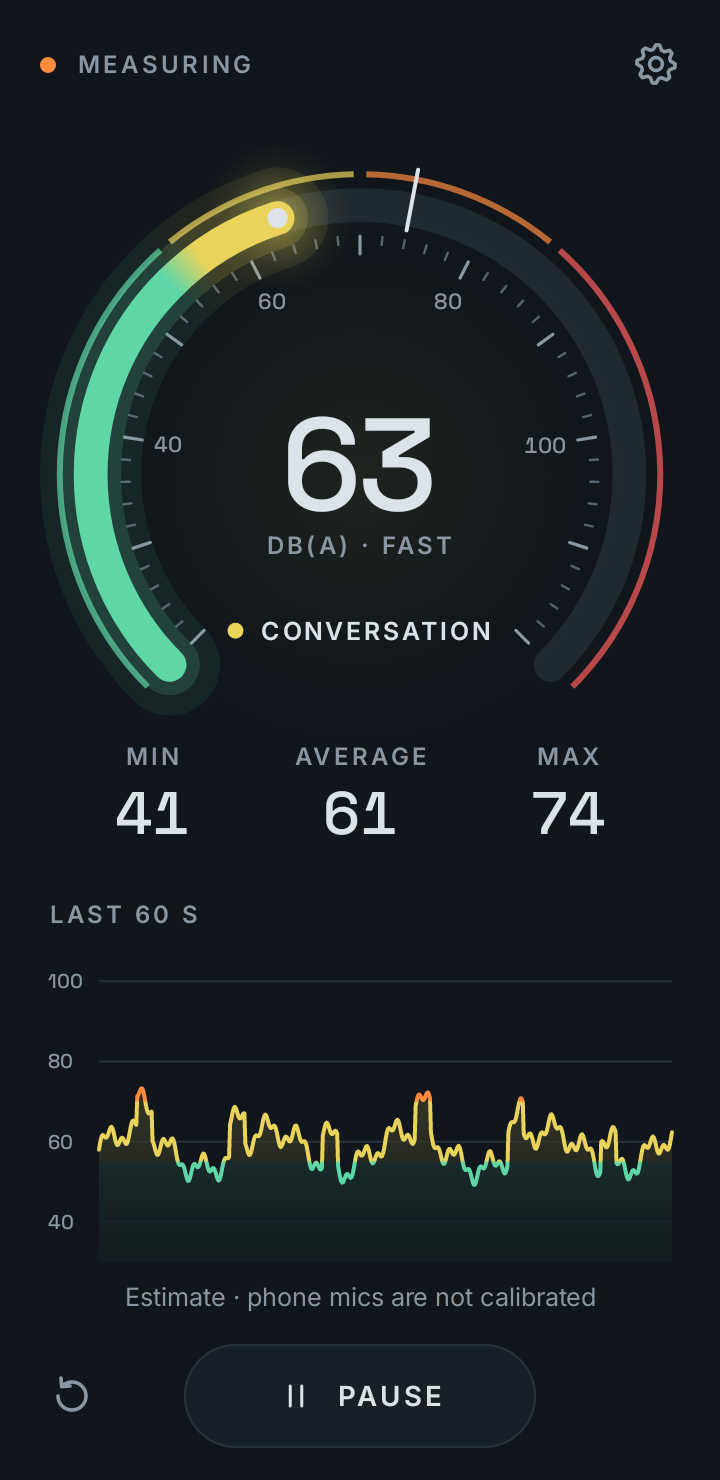 MEASURING
60
80
40
100
63
DB(A) · FAST
CONVERSATION
MIN
AVERAGE
MAX
41
61
74
LAST 60 S
100
80
60
40
Estimate · phone mics are not calibrated
PAUSE